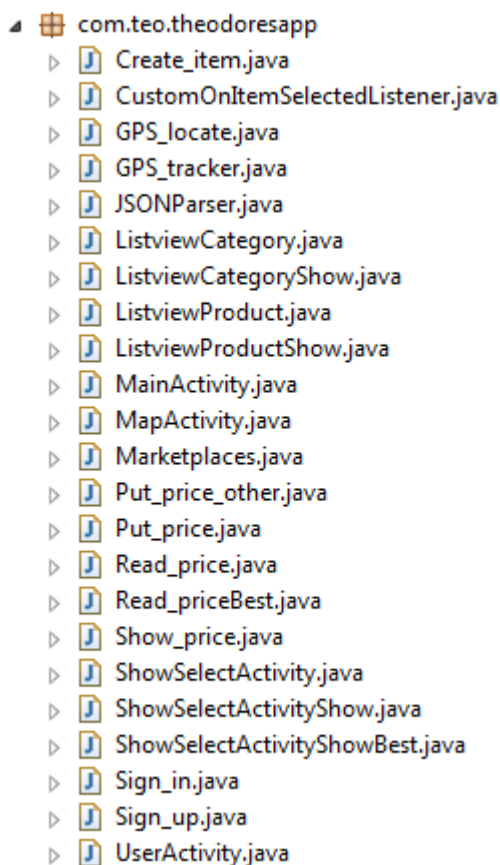 com.teo.theodoresapp
Create_item.java
CustomOnItemSelectedListener.java
GPS_locate.java
GPS_tracker.java
JSONParser.java
ListviewCategory.java
ListviewCategoryShow.java
ListviewProduct.java
ListviewProductShow.java
MainActivity.java
MapActivity.java
Marketplaces.java
Put_price_other.java
Put_price.java
Read_price.java
Read_priceBest.java
Show_price.java
ShowSelectActivity.java
ShowSelectActivityShow.java
ShowSelectActivityShowBest.java
Sign_in.java
Sign_up.java
UserActivity.java